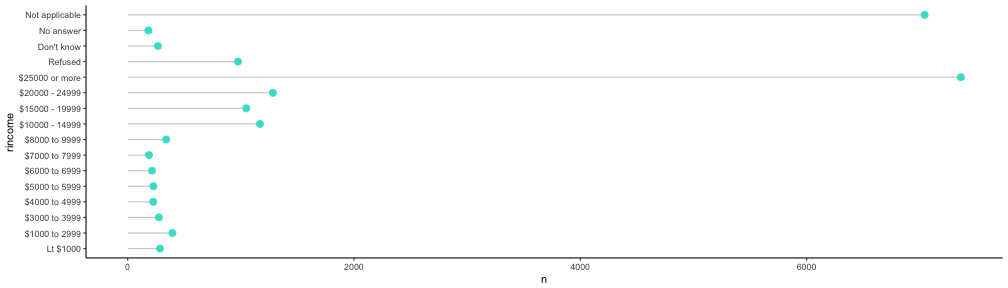 Not applicable
No answer
Don't know
Refused
$25000 or more
$20000 - 24999
$15000 - 19999
$10000 - 14999
$8000 to 9999
$7000 to 7999
$6000 to 6999
$5000 to 5999
$4000 to 4999
$3000 to 3999
$1000 to 2999
Lt $1000
rincome
0 2000 4000 6000
n